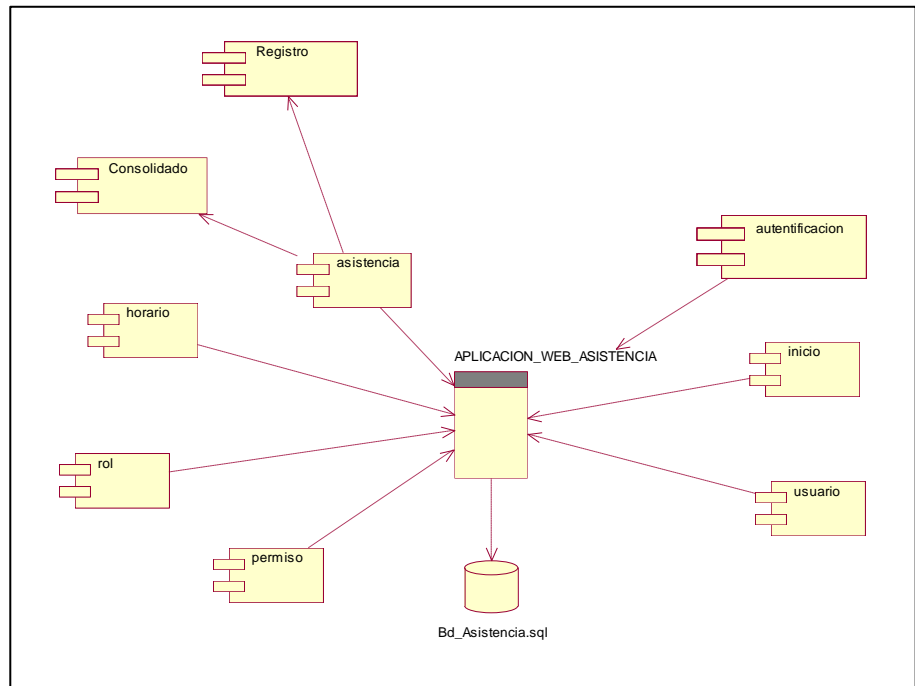 Registro
Consolidado
autentificacion
asistencia
horario
APLICACION_WEB_ASISTENCIA
inicio
rol
usuario
permiso
Bd_Asistencia.sql